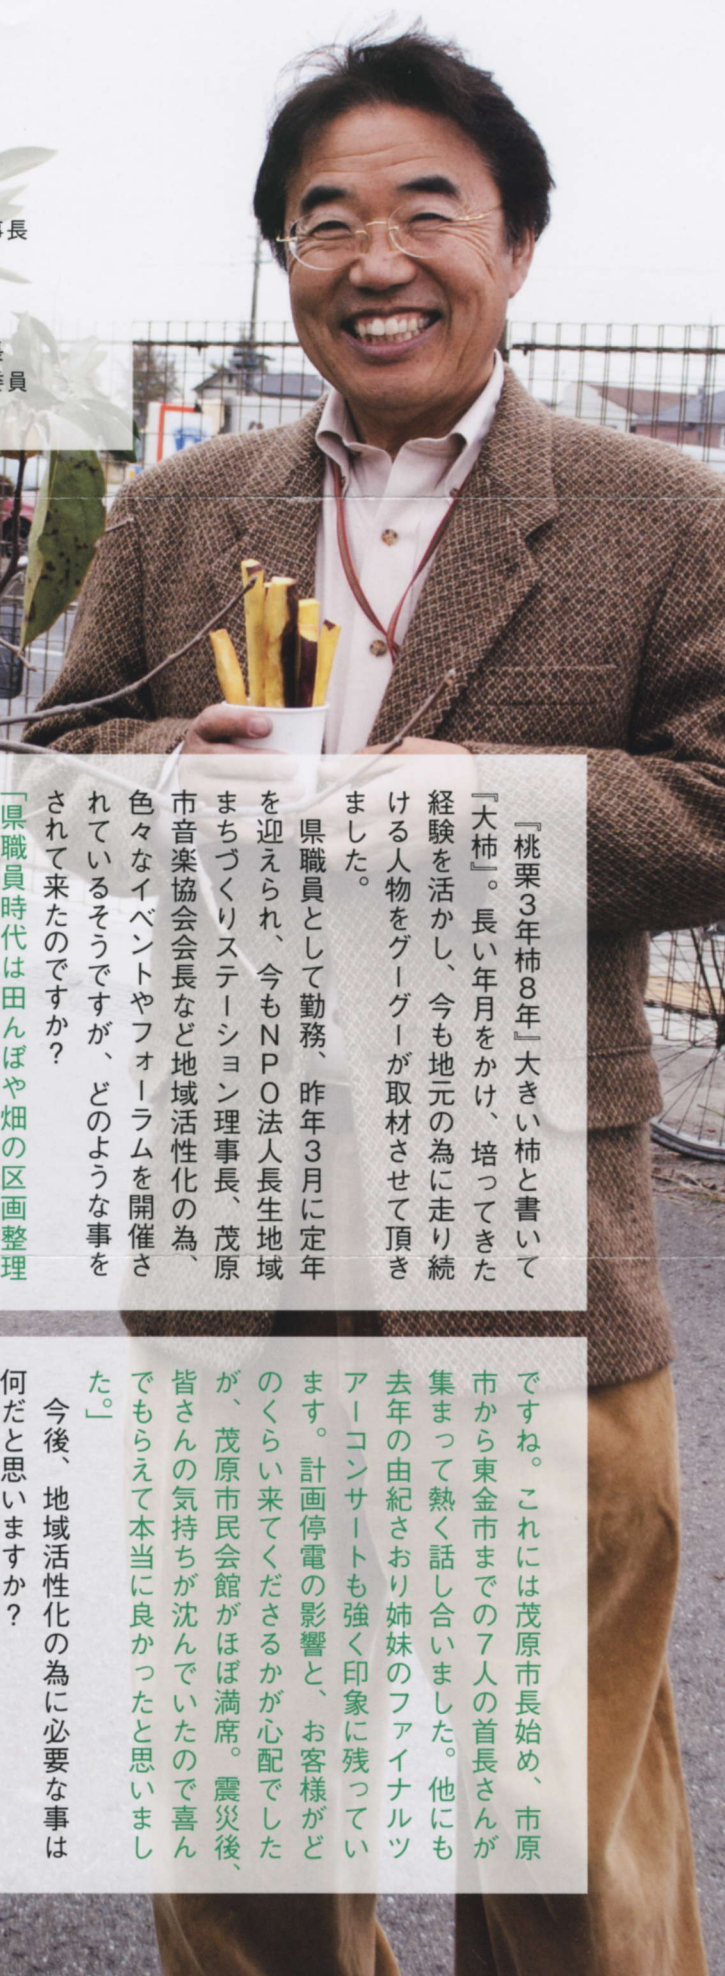 事長
長
委員
『桃栗3年柿8年』大きい柿と書いて
『大柿』。長い年月をかけ、培ってきた
経験を活かし、今も地元の為に走り続
ける人物をグーグーが取材させて頂き
ました。
県職員として勤務、昨年3月に定年
を迎えられ、今もNPO法人長生地域
まちづくりステーション理事長、茂原
市音楽協会会長など地域活性化の為、
色々なイベントやフォーラムを開催さ
れているそうですが、どのような事を
されて来たのですか?
「県職員時代は田んぼや畑の区画整理
ですね。これには茂原市長始め、市原
市から東金市までの7人の首長さんが
集まって熱く話し合いました。他にも
去年の由紀さおり姉妹のファイナルツ
アーコンサートも強く印象に残ってい
ます。計画停電の影響と、お客様がど
のくらい来てくださるかが心配でした
が、茂原市民会館がほぼ満席。震災後、
皆さんの気持ちが沈んでいたので喜ん
でもらえて本当に良かったと思いまし
た。」
今後、地域活性化の為に必要な事は
何だと思いますか?